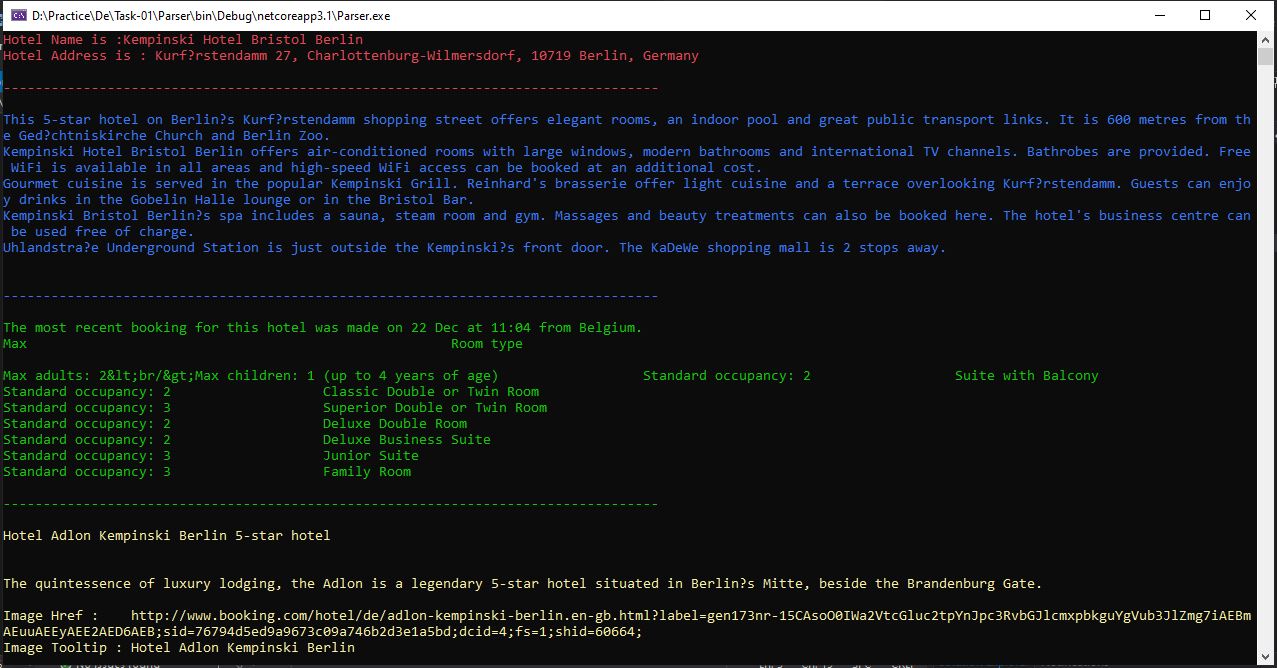 D:\Practice\De\Task-01\Parser\bin\Debug\netcoreapp3.1\Parser.exe
Hotel Name is :Kempinski Hotel Bristol Berlin
Hotel Address is : Kurf?rstendamm 27, Charlottenburg-Wilmersdorf, 10719 Berlin, Germany
----------------------------------------------------------------------------------
This 5-star hotel on Berlin?s Kurf?rstendamm shopping street offers elegant rooms, an indoor pool and great public transport links. It is 600 metres from th
e Ged?chtniskirche Church and Berlin Zoo.
Kempinski Hotel Bristol Berlin offers air-conditioned rooms with large windows, modern bathrooms and international TV channels. Bathrobes are provided. Free
 WiFi is available in all areas and high-speed WiFi access can be booked at an additional cost.
Gourmet cuisine is served in the popular Kempinski Grill. Reinhard's brasserie offer light cuisine and a terrace overlooking Kurf?rstendamm. Guests can enjo
y drinks in the Gobelin Halle lounge or in the Bristol Bar.
Kempinski Bristol Berlin?s spa includes a sauna, steam room and gym. Massages and beauty treatments can also be booked here. The hotel's business centre can
 be used free of charge.
Uhlandstra?e Underground Station is just outside the Kempinski?s front door. The KaDeWe shopping mall is 2 stops away.
----------------------------------------------------------------------------------
The most recent booking for this hotel was made on 22 Dec at 11:04 from Belgium.
Max Room type
Max adults: 2&lt;br/&gt;Max children: 1 (up to 4 years of age) Standard occupancy: 2 Suite with Balcony
Standard occupancy: 2 Classic Double or Twin Room
Standard occupancy: 3 Superior Double or Twin Room
Standard occupancy: 2 Deluxe Double Room
Standard occupancy: 2 Deluxe Business Suite
Standard occupancy: 3 Junior Suite
Standard occupancy: 3 Family Room
----------------------------------------------------------------------------------
Hotel Adlon Kempinski Berlin 5-star hotel
The quintessence of luxury lodging, the Adlon is a legendary 5-star hotel situated in Berlin?s Mitte, beside the Brandenburg Gate.
Image Href : http://www.booking.com/hotel/de/adlon-kempinski-berlin.en-gb.html?label=gen173nr-15CAsoO0IWa2VtcGluc2tpYnJpc3RvbGJlcmxpbkguYgVub3JlZmg7iAEBm
AEuuAEEyAEE2AED6AEB;sid=76794d5ed9a9673c09a746b2d3e1a5bd;dcid=4;fs=1;shid=60664;
Image Tooltip : Hotel Adlon Kempinski Berlin